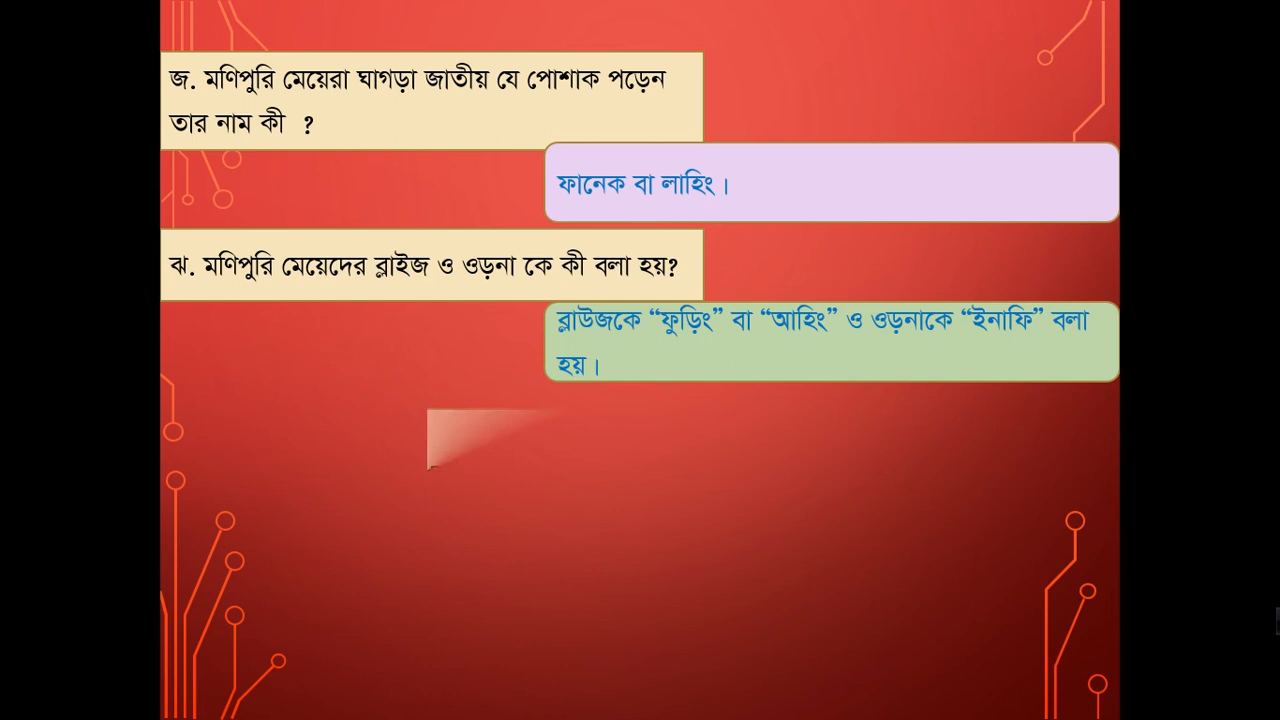 জ. মণিপুরি মেয়েরা ঘাগড়া জাতীয় যে পোশাক পড়েন
তার নাম কী ?
ফানেক বা লাহিং।
ঝ. মণিপুরি মেয়েদের ব্লাইজ ও ওড়না কে কী বলা হয়?
ব্লাউজকে “ফুড়িং” বা “আহিং” ও ওড়নাকে “ইনাফি” বলা
হয়।